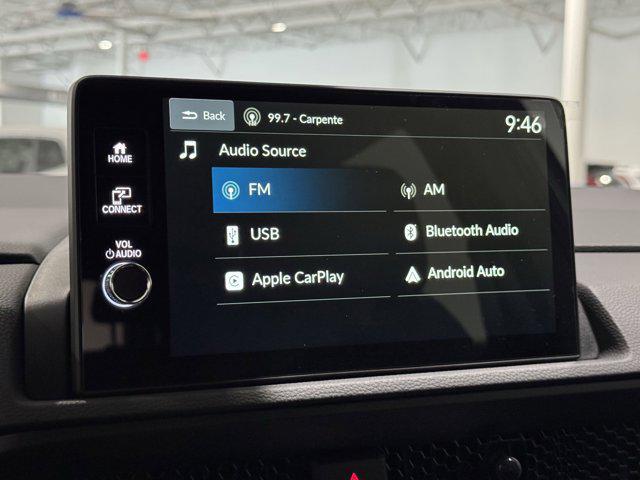 Back
99.7 - Carpente
9:46
HOME
Audio Source
FM
AM
CONNECT
USB
Bluetooth Audio
VOL
AUDIO
Apple CarPlay
Android Auto